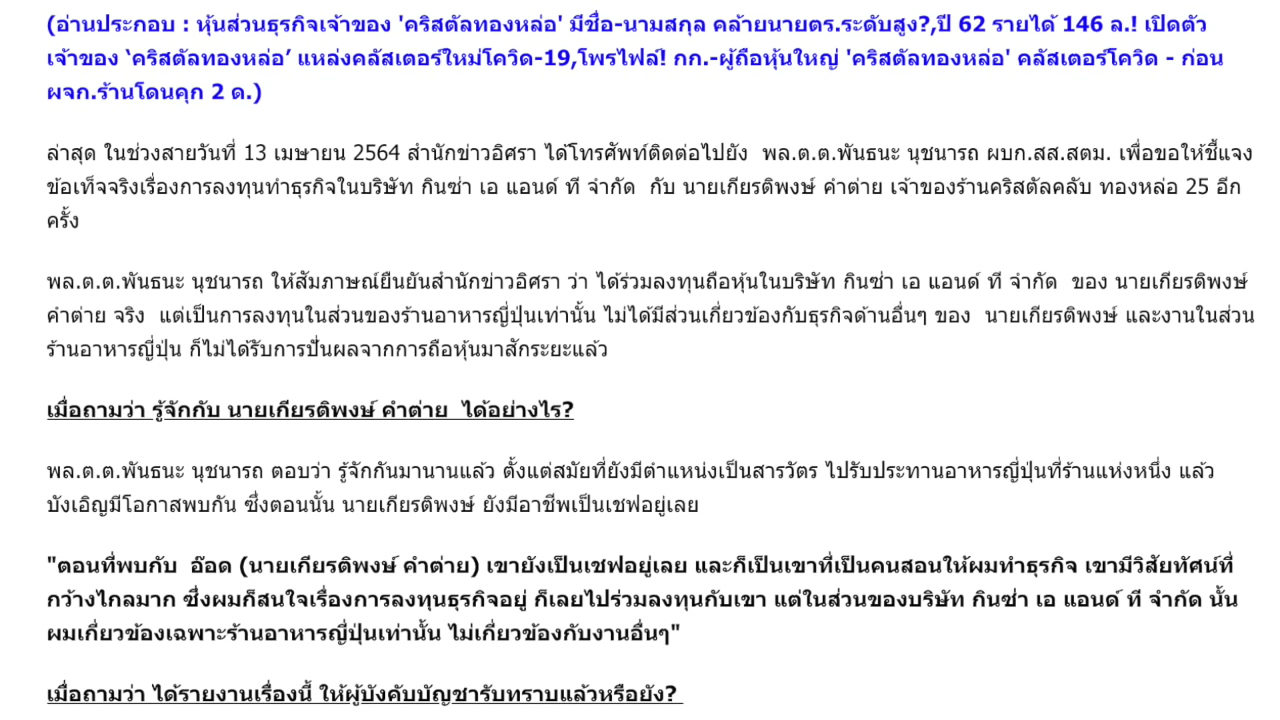 (อ่านประกอบ : หุ้นส่วนธุรกิจเจ้าของ 'คริสตัลทองหล่อ' มีชื่อ-นามสกุล คล้ายนายตร.ระดับสูง?,ปี 62 รายได้ 146 ล.! เปิดตัว
เจ้าของ ‘คริสตัลทองหล่อ’ แหล่งคลัสเตอร์ใหม่โควิด-19,โพรไฟล์! กก.-ผู้ถือหุ้นใหญ่ 'คริสตัลทองหล่อ' คลัสเตอร์โควิด - ก่อน
ผจก.ร้านโดนคุก 2 ด.)
ล่าสุด ในช่วงสายวันที่ 13 เมษายน 2564 สำนักข่าวอิศรา ได้โทรศัพท์ติดต่อไปยัง พล.ต.ต.พันธนะ นุชนารถ ผบก.สส.สตม. เพื่อขอให้ชี้แจง
ข้อเท็จจริงเรื่องการลงทุนทำธุรกิจในบริษัท กินซ่า เอ แอนด์ ที จำกัด กับ นายเกียรติพงษ์ คำต่าย เจ้าของร้านคริสตัลคลับ ทองหล่อ 25 อีก
ครั้ง
พล.ต.ต.พันธนะ นุชนารถ ให้สัมภาษณ์ยืนยันสำนักข่าวอิศรา ว่า ได้ร่วมลงทุนถือหุ้นในบริษัท กินซ่า เอ แอนด์ ที จำกัด ของ นายเกียรติพงษ์
คำต่าย จริง แต่เป็นการลงทุนในส่วนของร้านอาหารญี่ปุ่นเท่านั้น ไม่ได้มีส่วนเกี่ยวข้องกับธุรกิจด้านอื่นๆ ของ นายเกียรติพงษ์ และงานในส่วน
ร้านอาหารญี่ปุ่น ก็ไม่ได้รับการปันผลจากการถือหุ้นมาสักระยะแล้ว
เมื่อถามว่า รู้จักกับ นายเกียรติพงษ์ คำต่าย ได้อย่างไร?
พล.ต.ต.พันธนะ นุชนารถ ตอบว่า รู้จักกันมานานแล้ว ตั้งแต่สมัยที่ยังมีตำแหน่งเป็นสารวัตร ไปรับประทานอาหารญี่ปุ่นที่ร้านแห่งหนึ่ง แล้ว
บังเอิญมีโอกาสพบกัน ซึ่งตอนนั้น นายเกียรติพงษ์ ยังมีอาชีพเป็นเชฟอยู่เลย
"ตอนที่พบกับ อ๊อด (นายเกียรติพงษ์ คำต่าย) เขายังเป็นเชฟอยู่เลย และก็เป็นเขาที่เป็นคนสอนให้ผมทำธุรกิจ เขามีวิสัยทัศน์ที่
กว้างไกลมาก ซึ่งผมก็สนใจเรื่องการลงทุนธุรกิจอยู่ ก็เลยไปร่วมลงทุนกับเขา แต่ในส่วนของบริษัท กินซ่า เอ แอนด์ ที จำกัด นั้น
ผมเกี่ยวข้องเฉพาะร้านอาหารญี่ปุ่นเท่านั้น ไม่เกี่ยวข้องกับงานอื่นๆ"
เมื่อถามว่า ได้รายงานเรื่องนี้ ให้ผู้บังคับบัญชารับทราบแล้วหรือยัง?